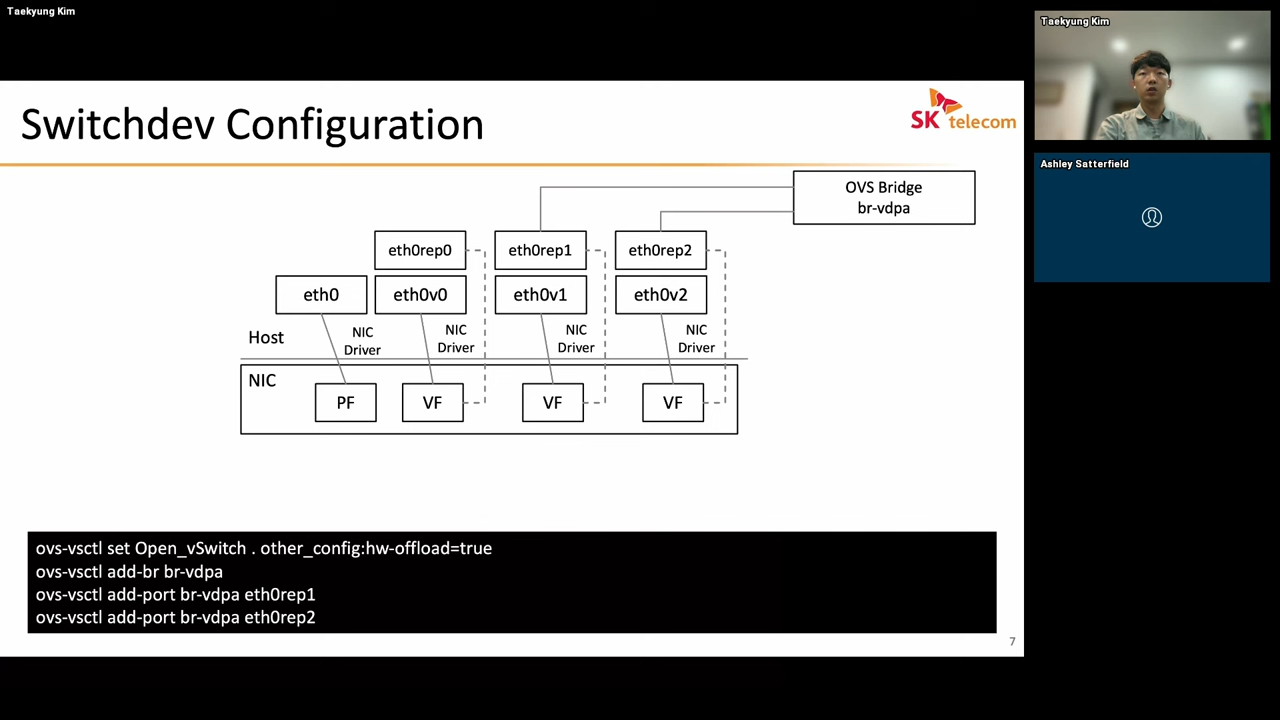 Taekyung Kim
Taekyung Kim
Ashley Satterfield
Switchdev Configuration
SK telecom
OVS Bridge
br-vdpa
eth0rep0
eth0rep1
eth0rep2
eth0
eth0v0
eth0v1
eth0v2
Host
NIC
Driver
NIC
Driver
NIC
Driver
NIC
Driver
NIC
PF
VF
VF
VF
ovs-vsctl set Open_vSwitch . other_config:hw-offload=true
ovs-vsctl add-br br-vdpa
ovs-vsctl add-port br-vdpa eth0rep1
ovs-vsctl add-port br-vdpa eth0rep2
7